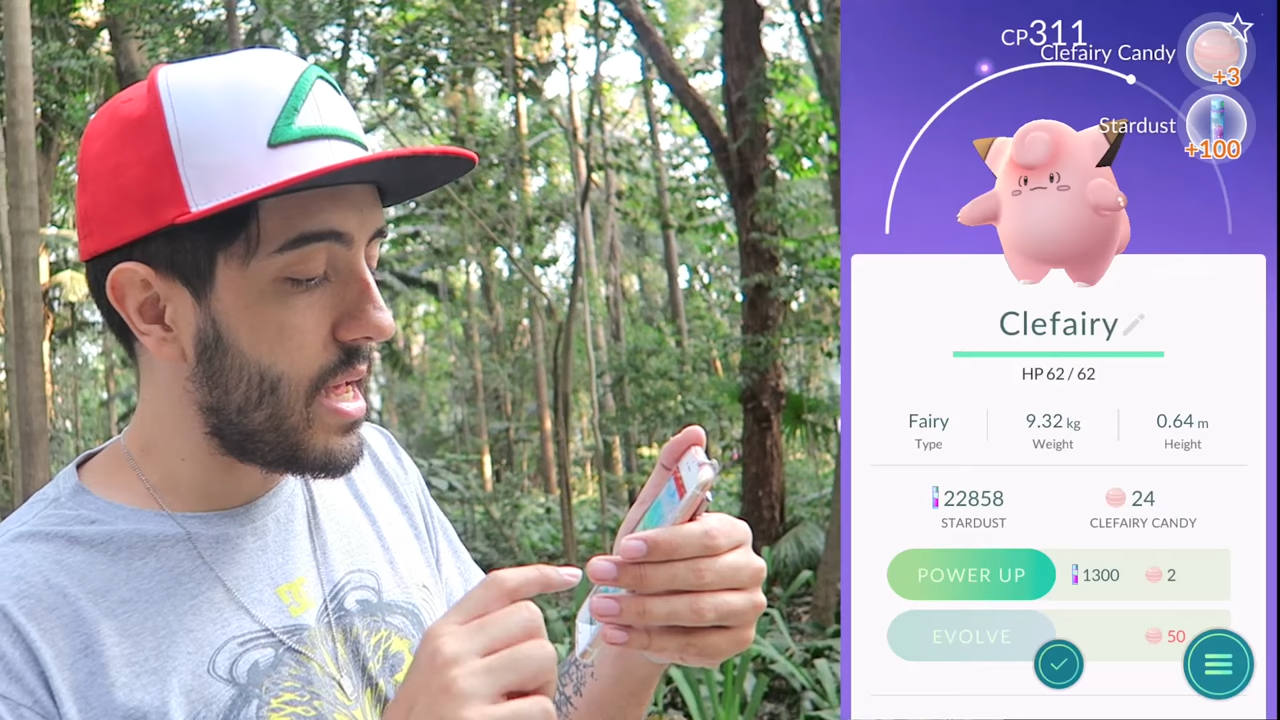 CP311
Clefairy Candy
+3
Stardust
+100
Clefairy
HP 62 / 62
Fairy
Type
9.32 kg
Weight
0.64 m
Height
22858
STARDUST
24
CLEFAIRY CANDY
POWER UP
1300
2
EVOLVE
50